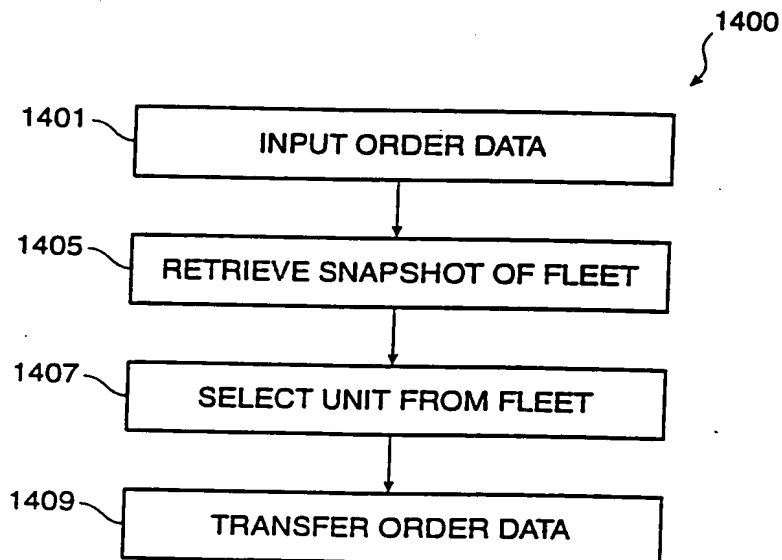 1400
1401
INPUT ORDER DATA
1405
RETRIEVE SNAPSHOT OF FLEET
1407
SELECT UNIT FROM FLEET
1409
TRANSFER ORDER DATA